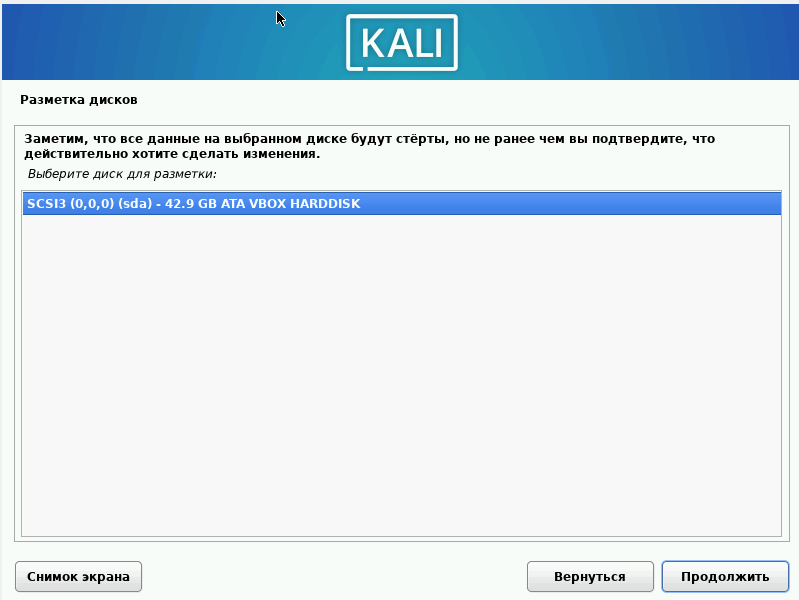 KALI
Разметка дисков
Заметим, что все данные на выбранном диске будут стёрты, но не ранее чем вы подтвердите, что
действительно хотите сделать изменения.
Выберите диск для разметки:
SCSI3 (0,0,0) (sda) - 42.9 GB ATA VBOX HARDDISK
Снимок экрана
Вернуться
Продолжить